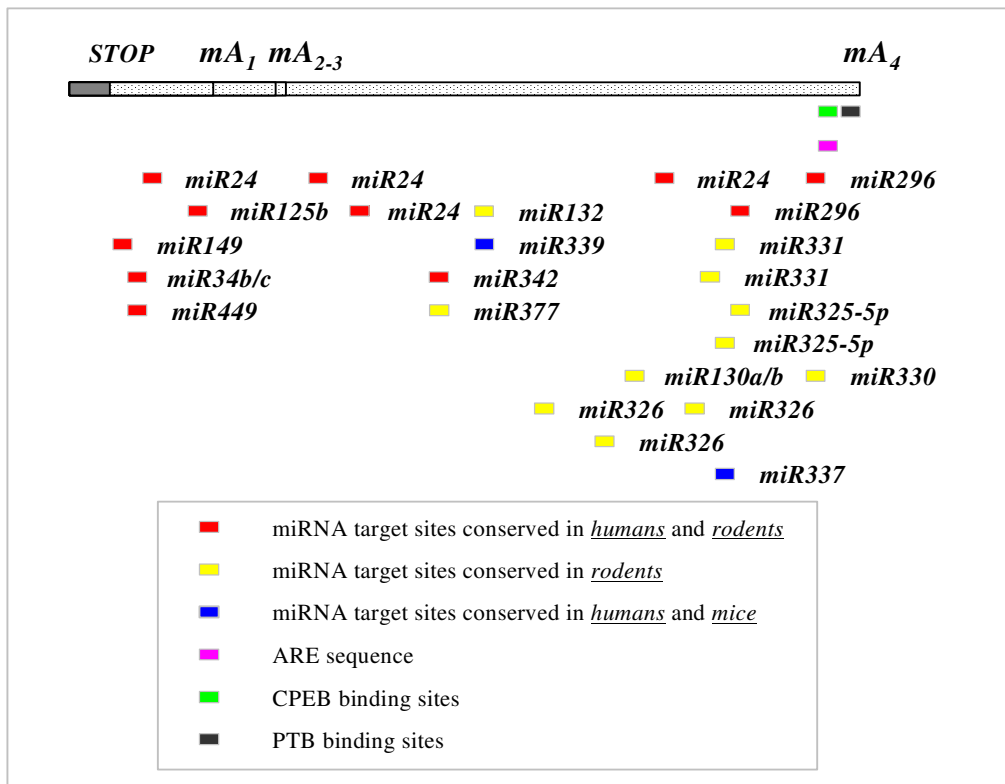 STOP mA1 mA2-3 mA4
miR24 miR24 miR24 miR296
miR125b miR24 miR132 miR296
miR149 miR339 miR331
miR34b/c miR342 miR331
miR449 miR377 miR325-5p
miR325-5p
miR130a/b miR330
miR326 miR326
miR326
miR337
miRNA target sites conserved in humans and rodents
miRNA target sites conserved in rodents
miRNA target sites conserved in humans and mice
ARE sequence
CPEB binding sites
PTB binding sites